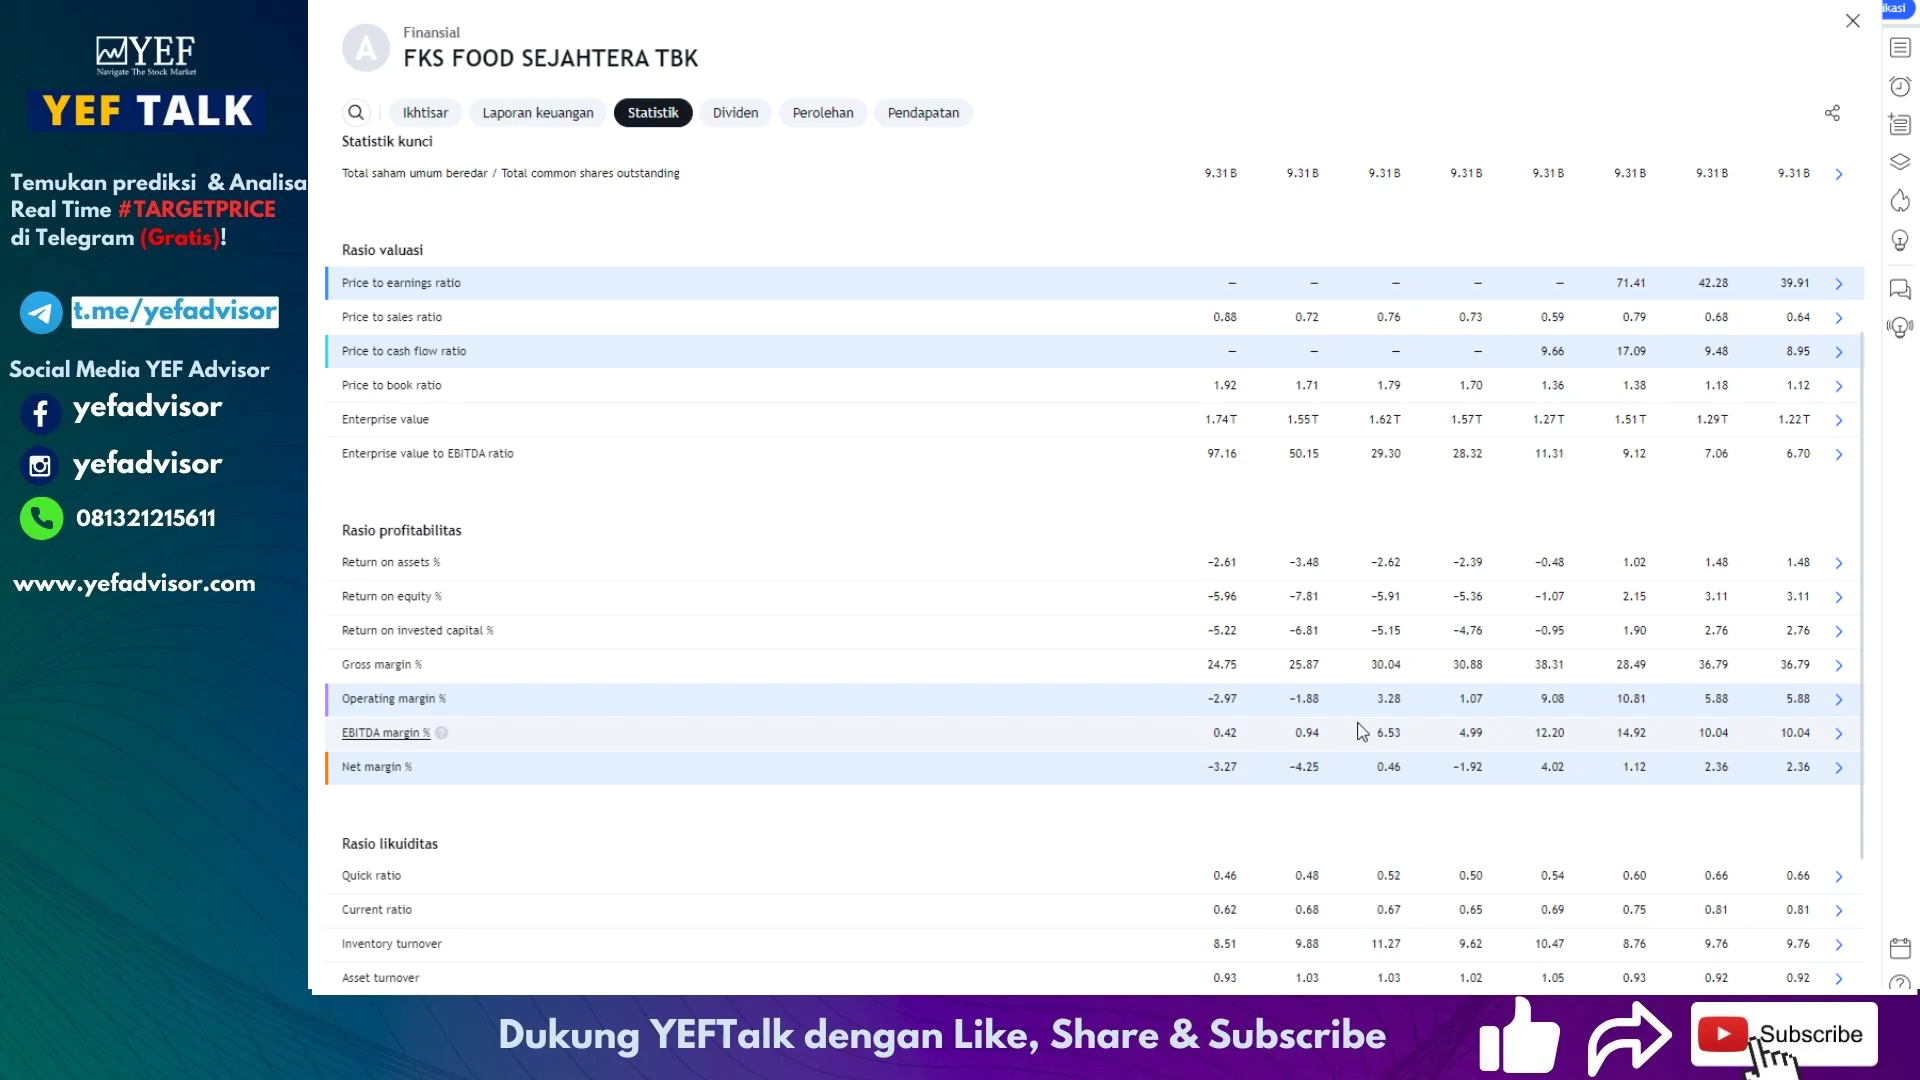 YEF
Navigate The Stock Market
YEF TALK
Temukan prediksi & Analisa
Real Time #TARGETPRICE
di Telegram (Gratis)!
t.me/yefadvisor
Social Media YEF Advisor
yefadvisor
yefadvisor
081321215611
www.yefadvisor.com
A
Finansial
FKS FOOD SEJAHTERA TBK
Ikhtisar Laporan keuangan Statistik Dividen Perolehan Pendapatan
Statistik kunci
Total saham umum beredar / Total common shares outstanding 9.31B 9.31B 9.31B 9.31B 9.31B 9.31B 9.31B 9.31B
Rasio valuasi
Price to earnings ratio — — — — — 71.41 42.28 39.91
Price to sales ratio 0.88 0.72 0.76 0.73 0.59 0.79 0.68 0.64
Price to cash flow ratio — — — — 9.66 17.09 9.48 8.95
Price to book ratio 1.92 1.71 1.79 1.70 1.36 1.38 1.18 1.12
Enterprise value 1.74T 1.55T 1.62T 1.57T 1.27T 1.51T 1.29T 1.22T
Enterprise value to EBITDA ratio 97.16 50.15 29.30 28.32 11.31 9.12 7.06 6.70
Rasio profitabilitas
Return on assets % −2.61 −3.48 −2.62 −2.39 −0.48 1.02 1.48 1.48
Return on equity % −5.96 −7.81 −5.91 −5.36 −1.07 2.15 3.11 3.11
Return on invested capital % −5.22 −6.81 −5.15 −4.76 −0.95 1.90 2.76 2.76
Gross margin % 24.75 25.87 30.04 30.88 38.31 28.49 36.79 36.79
Operating margin % −2.97 −1.88 3.28 1.07 9.08 10.81 5.88 5.88
EBITDA margin % ? 0.42 0.94 6.53 4.99 12.20 14.92 10.04 10.04
Net margin % −3.27 −4.25 0.46 −1.92 4.02 1.12 2.36 2.36
Rasio likuiditas
Quick ratio 0.46 0.48 0.52 0.50 0.54 0.60 0.66 0.66
Current ratio 0.62 0.68 0.67 0.65 0.69 0.75 0.81 0.81
Inventory turnover 8.51 9.88 11.27 9.62 10.47 8.76 9.76 9.76
Asset turnover 0.93 1.03 1.03 1.02 1.05 0.93 0.92 0.92
ikasi
Dukung YEFTalk dengan Like, Share & Subscribe
Subscribe